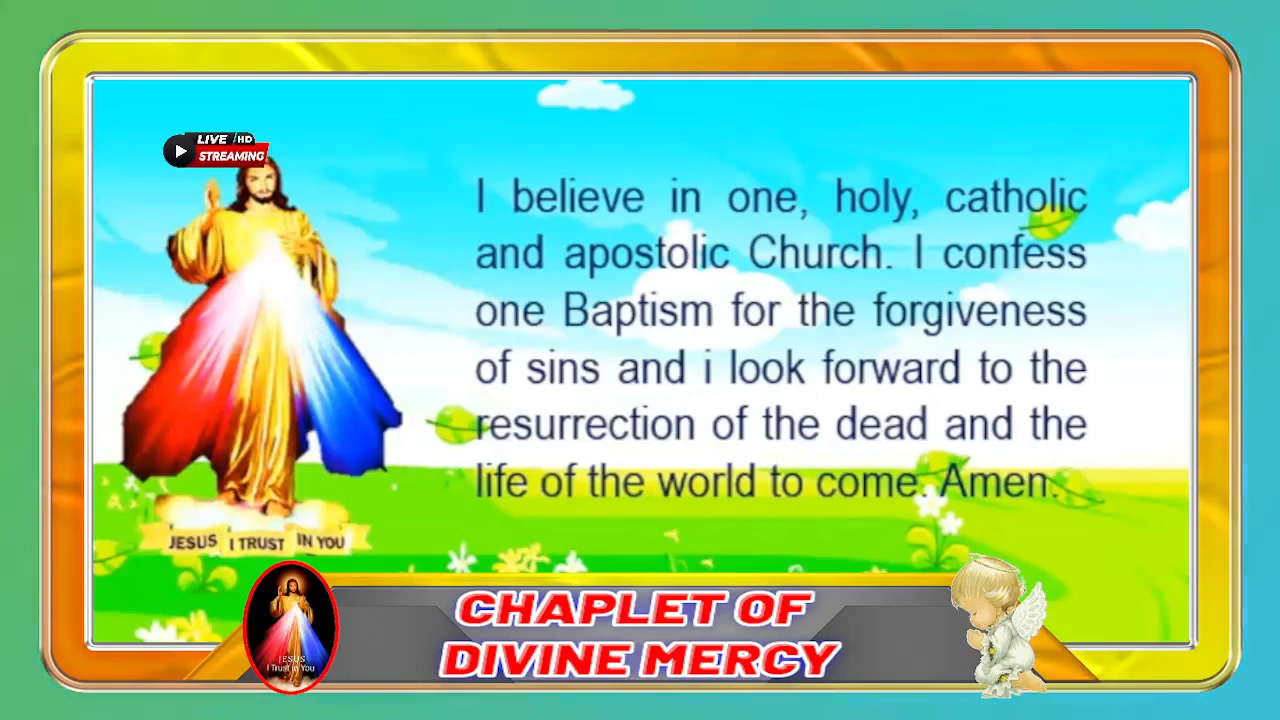 LIVE /HD
STREAMING
I believe in one, holy, catholic
and apostolic Church. I confess
one Baptism for the forgiveness
of sins and i look forward to the
resurrection of the dead and the
life of the world to come. Amen.
JESUS I TRUST IN YOU
JESUS
I Trust in You
CHAPLET OF
DIVINE MERCY